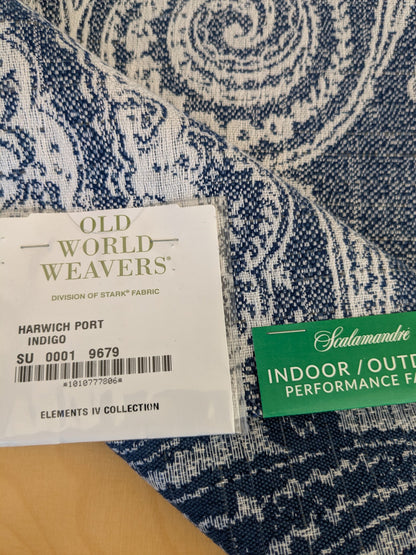 OLD
WORLD
WEAVERS®
DIVISION OF STARK® FABRIC
HARWICH PORT
INDIGO
SU 0001 9679
*1010777806*
ELEMENTS IV COLLECTION
Scalamandré
INDOOR / OUTD
PERFORMANCE FA